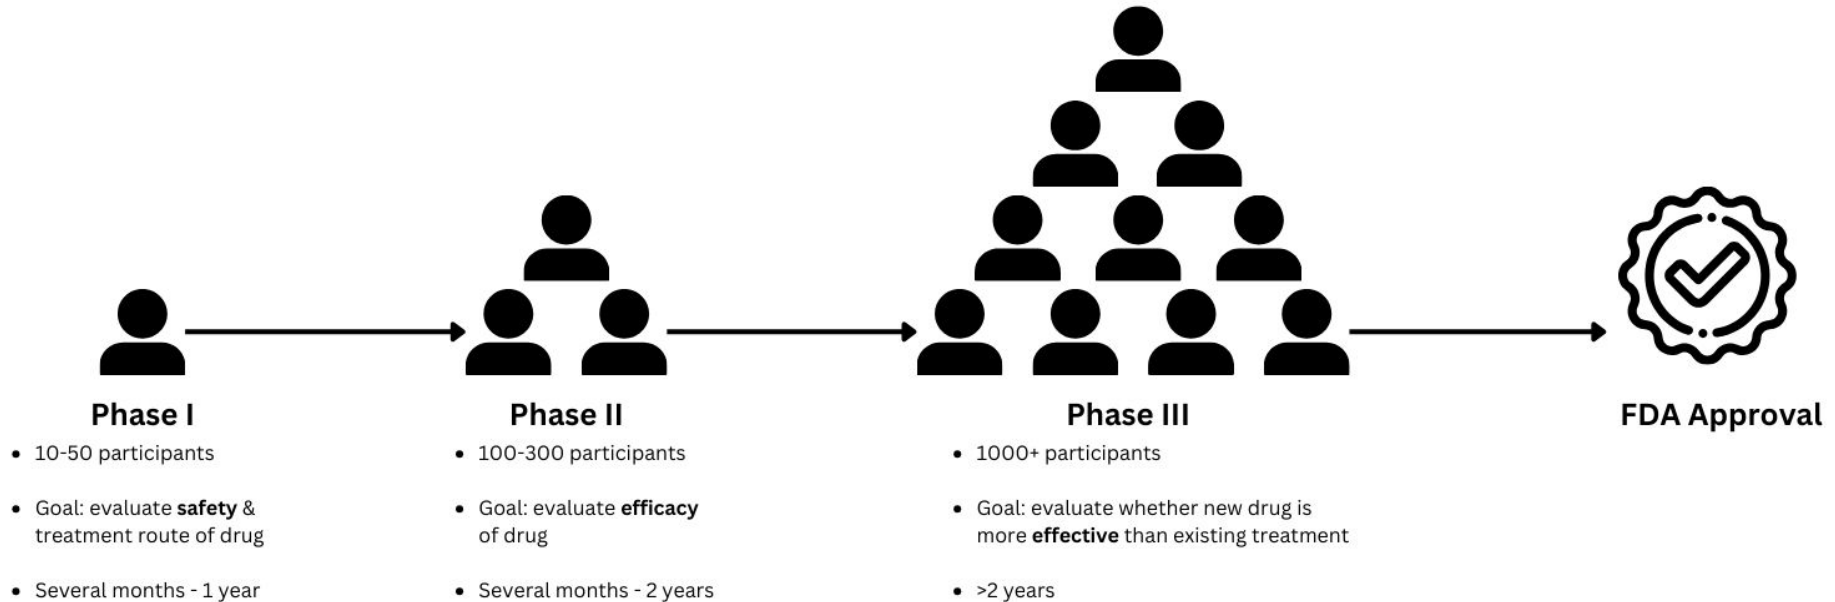 Phase I
• 10-50 participants
• Goal: evaluate safety &
treatment route of drug
• Several months - 1 year
Phase II
• 100-300 participants
• Goal: evaluate efficacy
of drug
• Several months - 2 years
Phase III
• 1000+ participants
• Goal: evaluate whether new drug is
more effective than existing treatment
• >2 years
FDA Approval